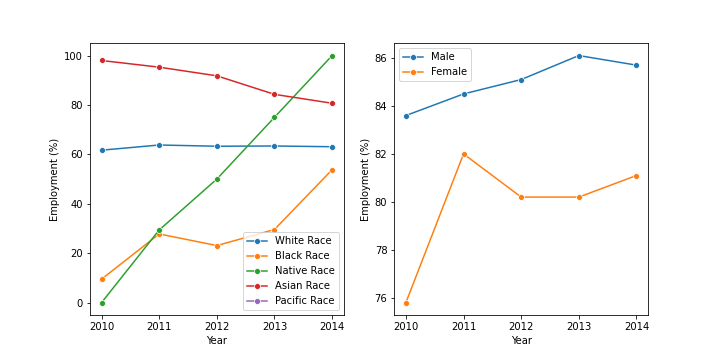 100
80
60
40
20
0
Employment (%)
2010 2011 2012 2013 2014
Year
White Race
Black Race
Native Race
Asian Race
Pacific Race
86
84
82
80
78
76
Employment (%)
2010 2011 2012 2013 2014
Year
Male
Female